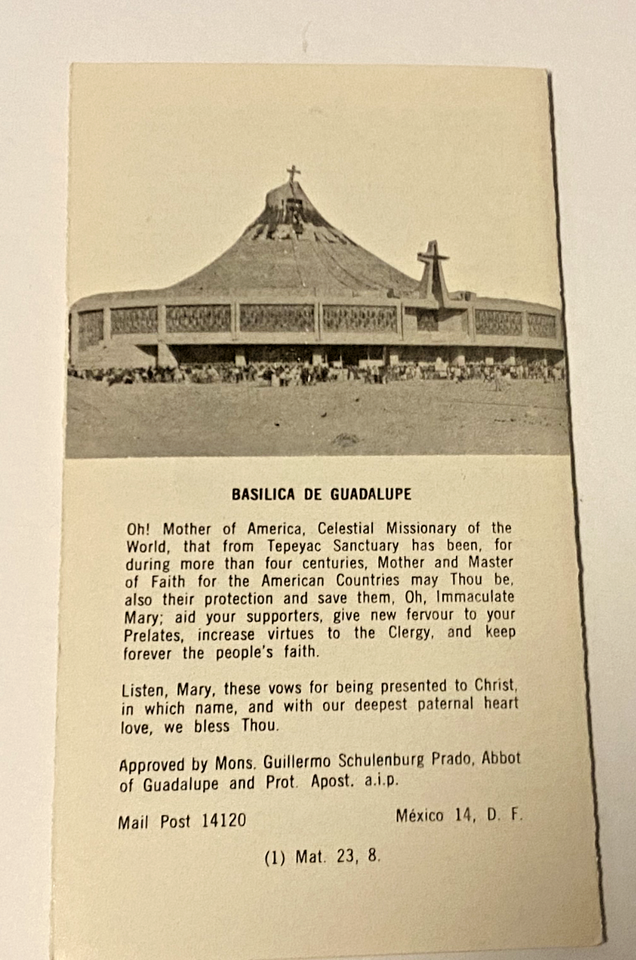 BASILICA DE GUADALUPE
Oh! Mother of America, Celestial Missionary of the
World, that from Tepeyac Sanctuary has been, for
during more than four centuries, Mother and Master
of Faith for the American Countries may Thou be,
also their protection and save them, Oh, Immaculate
Mary; aid your supporters, give new fervour to your
Prelates, increase virtues to the Clergy, and keep
forever the people's faith.
Listen, Mary, these vows for being presented to Christ,
in which name, and with our deepest paternal heart
love, we bless Thou.
Approved by Mons. Guillermo Schulenburg Prado, Abbot
of Guadalupe and Prot. Apost. a.i.p.
Mail Post 14120 México 14, D. F.
(1) Mat. 23, 8.